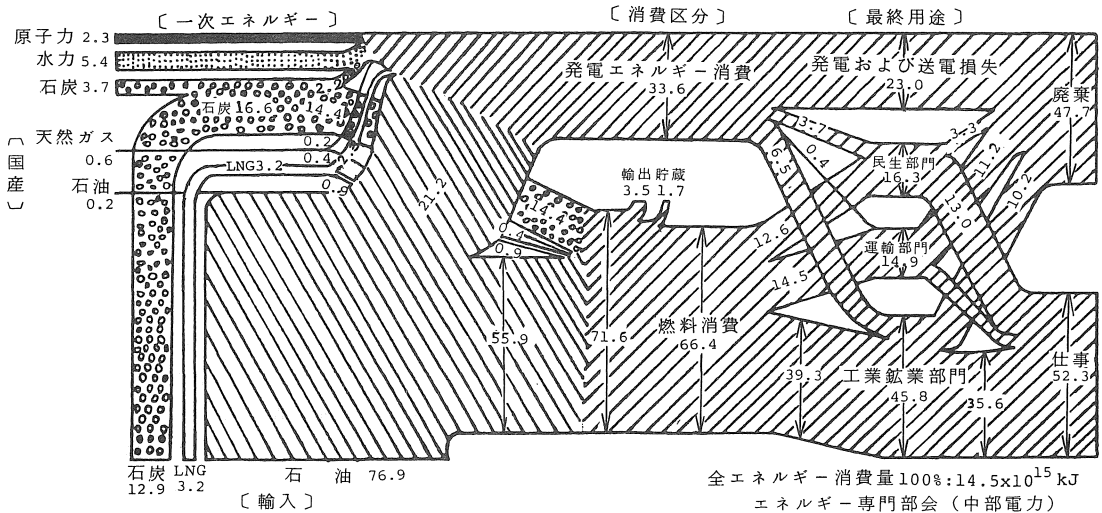 〔一次エネルギー〕
〔消費区分〕
〔最終用途〕
原子力 2.3
水力 5.4
石炭 3.7
石炭16.6
2.2
14.4
〔国産〕
天然ガス
0.6
石油
0.2
0.2
0.4
LNG3.2
0.9
21.2
発電エネルギー消費
33.6
発電および送電損失
23.0
廃棄
47.7
輸出 貯蔵
3.5 1.7
14.4
0.4
0.9
3.7
0.4
6.5
3.3
11.2
10.2
民生部門
16.3
13.0
12.6
運輸部門
14.9
14.5
55.9
71.6
燃料消費
66.4
39.3
工業鉱業部門
45.8
35.6
仕事
52.3
石炭
12.9
LNG
3.2
石油 76.9
〔輸入〕
全エネルギー消費量100%:14.5x10¹⁵kJ
エネルギー専門部会（中部電力）